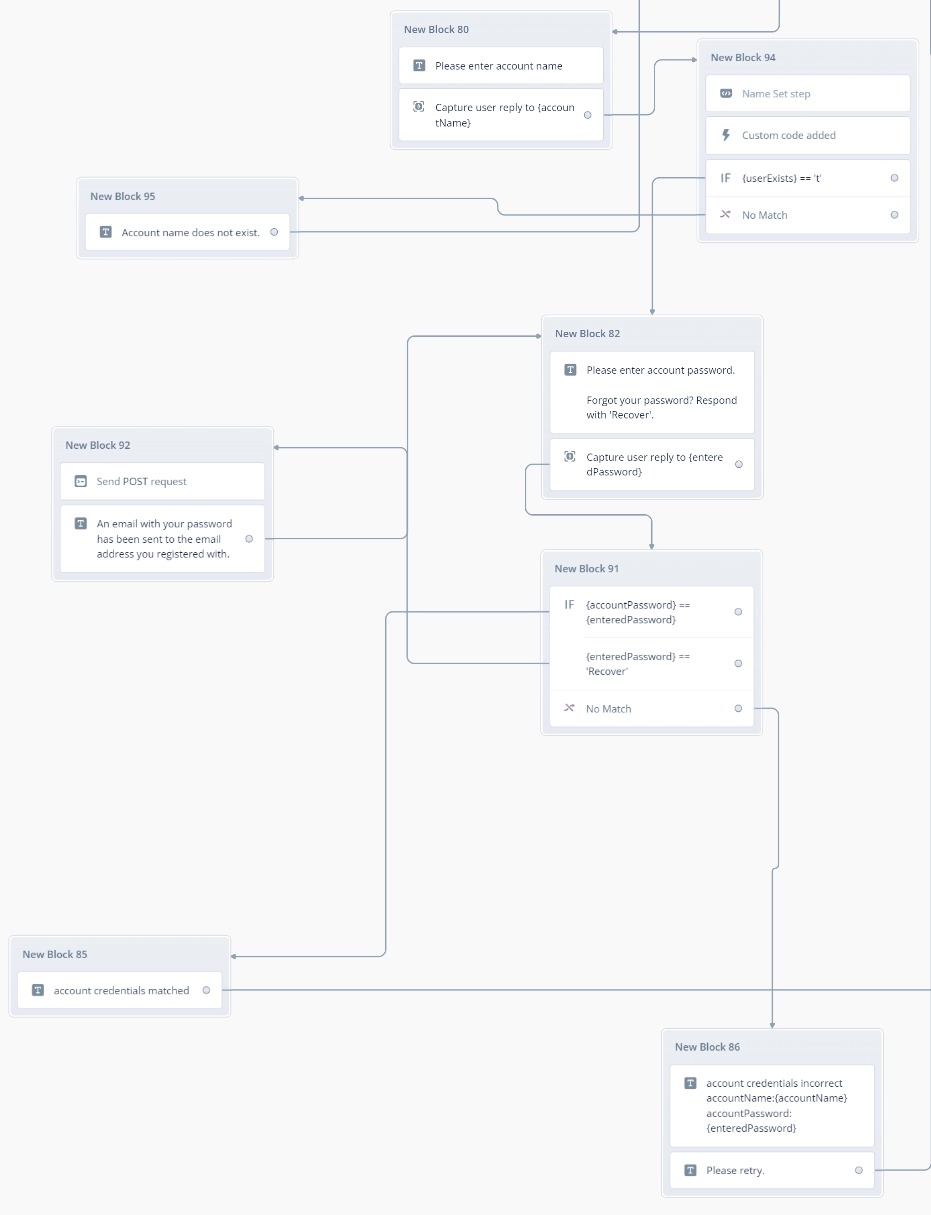 New Block 80
Please enter account name
Capture user reply to {accoun
tName}
New Block 94
Name Set step
Custom code added
IF {userExists} == 't'
No Match
New Block 95
Account name does not exist.
New Block 82
Please enter account password.
Forgot your password? Respond
with 'Recover'.
Capture user reply to {entere
dPassword}
New Block 92
Send POST request
An email with your password
has been sent to the email
address you registered with.
New Block 91
IF {accountPassword} ==
{enteredPassword}
{enteredPassword} ==
'Recover'
No Match
New Block 85
account credentials matched
New Block 86
account credentials incorrect
accountName:{accountName}
accountPassword:
{enteredPassword}
Please retry.